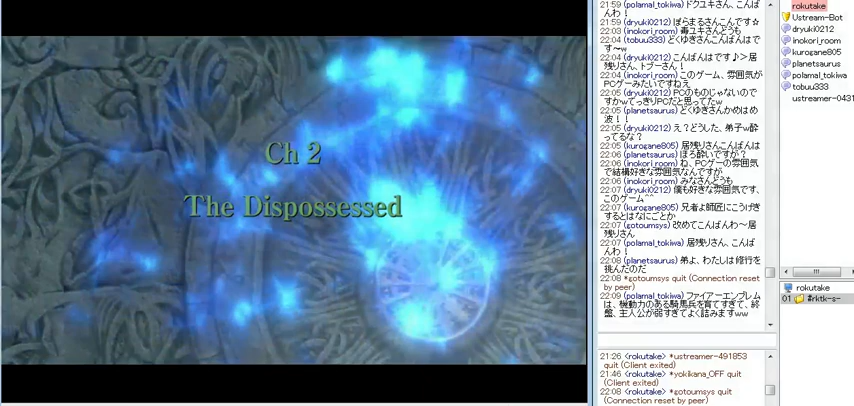 Ch 2
The Dispossessed
21:59 (polamal_tokiwa) ドクユキさん、こんば
んわ！
21:59 (dryuki0212) ぽらまるさんこんです☆
22:03 (inokori_room) 毒ユキさんどうも
22:04 (tobuu333) どくゆきさんこんばんはで
す～w
22:04 (dryuki0212) こんばんはです♪＞居
残りさん、トブーさん！
22:04 (inokori_room) このゲーム、雰囲気が
PCゲームみたいですねえ
22:05 (dryuki0212) PCのものじゃないので
すかwてっきりPCだと思ってたw
22:05 (planetsaurus) どくゆきさんかめはめ
波！！
22:05 (dryuki0212) え？どうした、弟子w酔
ってるな？
22:05 (kurogane805) 居残りさんこんばんは
22:06 (planetsaurus) ほろ酔いですが？
22:06 (inokori_room) ね、PCゲーの雰囲気
で結構好きな雰囲気なんですが
22:06 (inokori_room) みなさんどうも
22:07 (dryuki0212) 僕も好きな雰囲気です、
このゲーム^^
22:07 (kurogane805) 兄者よ師匠にこうげき
するとはなにごとか
22:07 (gotoumsys) 改めてこんばんわ～居
残りさん
22:07 (polamal_tokiwa) 居残りさん、こんば
んわ！
22:08 (planetsaurus) 弟よ、わたしは修行を
挑んだのだ
22:08 *gotoumsys quit (Connection reset
by peer)
22:09 (polamal_tokiwa) ファイアーエムブレム
は、機動力のある騎馬兵を育てすぎて、終
盤、主人公が弱すぎてよく詰みますww
21:26 <rokutake> *ustreamer-491853
quit (Client exited)
21:46 <rokutake> *yokikana_OFF quit
(Client exited)
22:08 <rokutake> *gotoumsys quit
(Connection reset by peer)
rokutake
Ustream-Bot
dryuki0212
inokori_room
kurogane805
planetsaurus
polamal_tokiwa
tobuu333
ustreamer-0431
rokutake
01 #rktk-s-